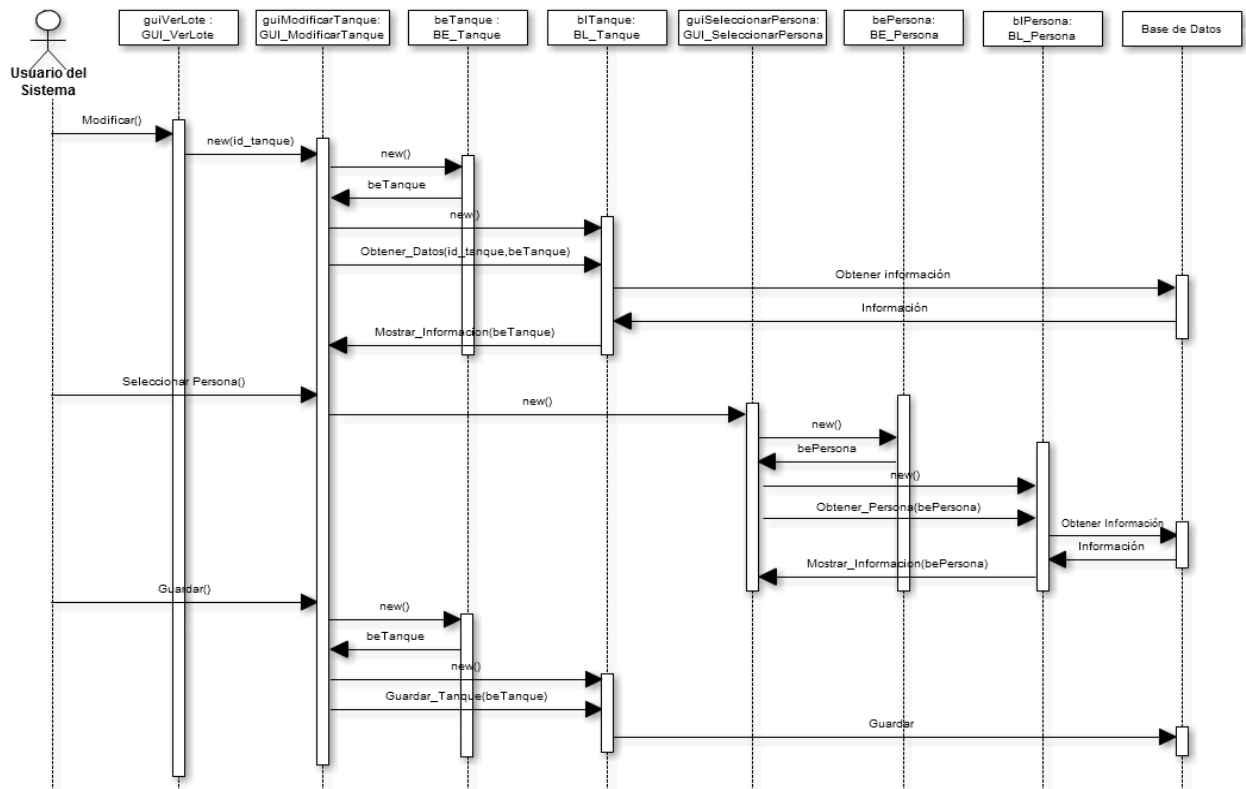 guiVerLote :
GUI_VerLote
guiModificarTanque:
GUI_ModificarTanque
beTanque :
BE_Tanque
blTanque:
BL_Tanque
guiSeleccionarPersona:
GUI_SeleccionarPersona
bePersona:
BE_Persona
blPersona:
BL_Persona
Base de Datos
Usuario del
Sistema
Modificar()
new(id_tanque)
new()
beTanque
new()
Obtener_Datos(id_tanque,beTanque)
Obtener información
Información
Mostrar_Informacion(beTanque)
Seleccionar Persona()
new()
new()
bePersona
new()
Obtener_Persona(bePersona)
Obtener Información
Información
Mostrar_Informacion(bePersona)
Guardar()
new()
beTanque
new()
Guardar_Tanque(beTanque)
Guardar